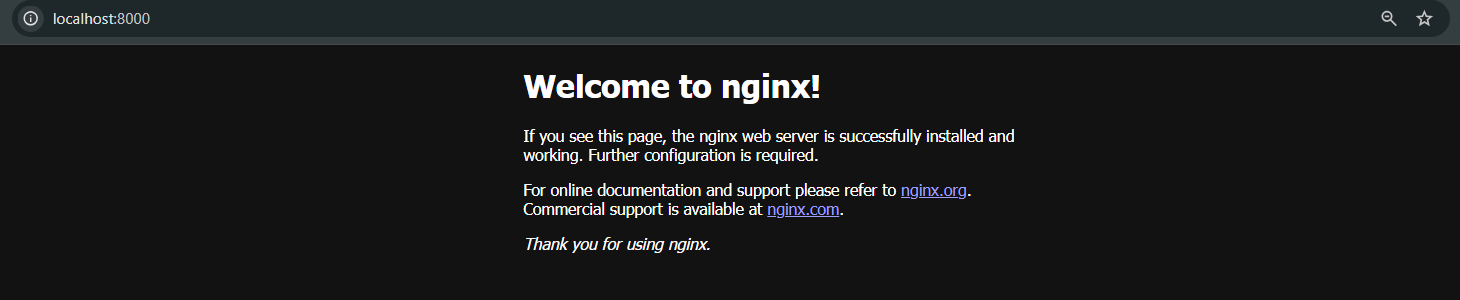 localhost:8000
Welcome to nginx!
If you see this page, the nginx web server is successfully installed and
working. Further configuration is required.
For online documentation and support please refer to nginx.org.
Commercial support is available at nginx.com.
Thank you for using nginx.